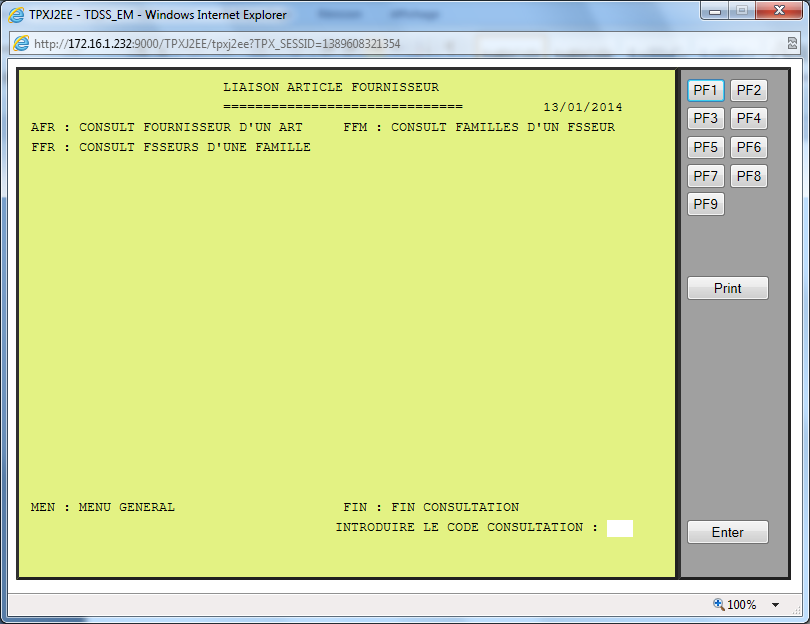 TPXJ2EE - TDSS_EM - Windows Internet Explorer
http://172.16.1.232:9000/TPXJ2EE/tpxj2ee?TPX_SESSID=1389608321354
LIAISON ARTICLE FOURNISSEUR
============================== 13/01/2014
AFR : CONSULT FOURNISSEUR D'UN ART FFM : CONSULT FAMILLES D'UN FSSEUR
FFR : CONSULT FSSEURS D'UNE FAMILLE
MEN : MENU GENERAL FIN : FIN CONSULTATION
INTRODUIRE LE CODE CONSULTATION :
PF1 PF2
PF3 PF4
PF5 PF6
PF7 PF8
PF9
Print
Enter
100%